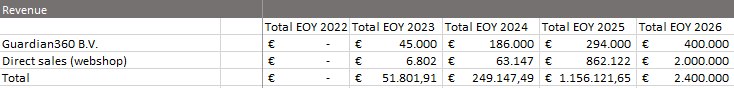 Revenue
Total EOY 2022 Total EOY 2023 Total EOY 2024 Total EOY 2025 Total EOY 2026
Guardian360 B.V. € - € 45.000 € 186.000 € 294.000 € 400.000
Direct sales (webshop) € - € 6.802 € 63.147 € 862.122 € 2.000.000
Total € - € 51.801,91 € 249.147,49 € 1.156.121,65 € 2.400.000